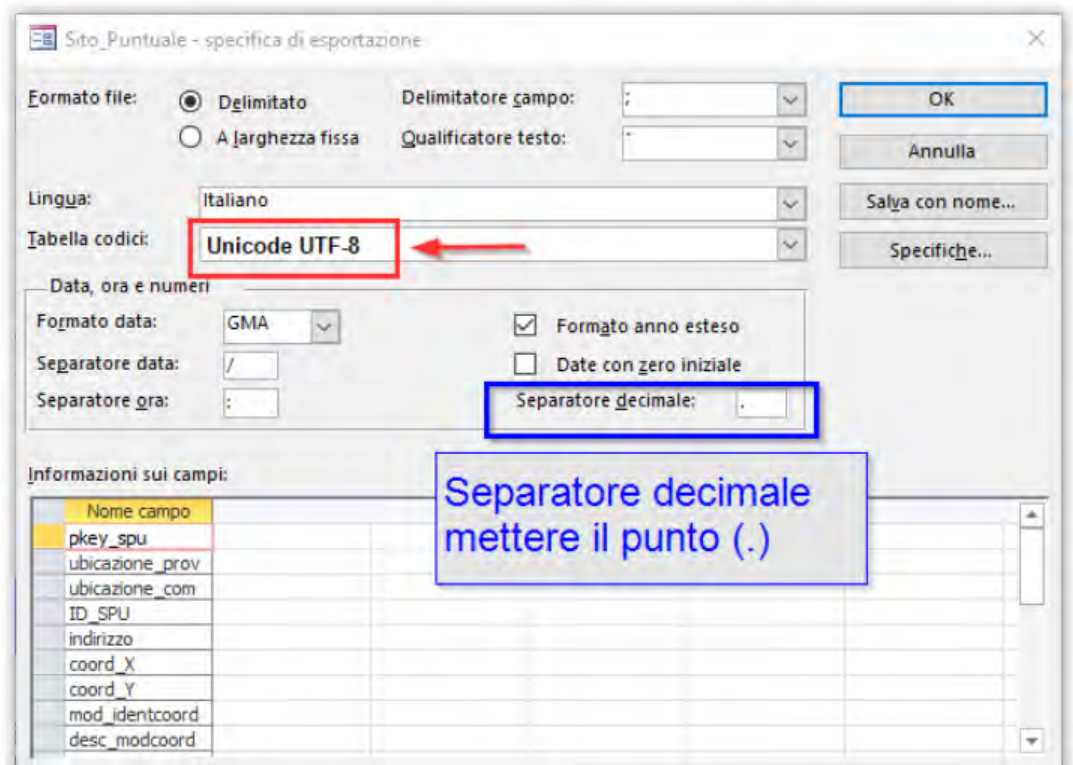 Sito_Puntuale - specifica di esportazione
Formato file:
Delimitato
A larghezza fissa
Delimitatore campo: ;
Qualificatore testo: "
OK
Annulla
Lingua: Italiano
Salva con nome...
Tabella codici: Unicode UTF-8
Specifiche...
Data, ora e numeri
Formato data: GMA
Formato anno esteso
Separatore data: /
Date con zero iniziale
Separatore ora: :
Separatore decimale: .
Separatore decimale
mettere il punto (.)
Informazioni sui campi:
Nome campo
pkey_spu
ubicazione_prov
ubicazione_com
ID_SPU
indirizzo
coord_X
coord_Y
mod_identcoord
desc_modcoord